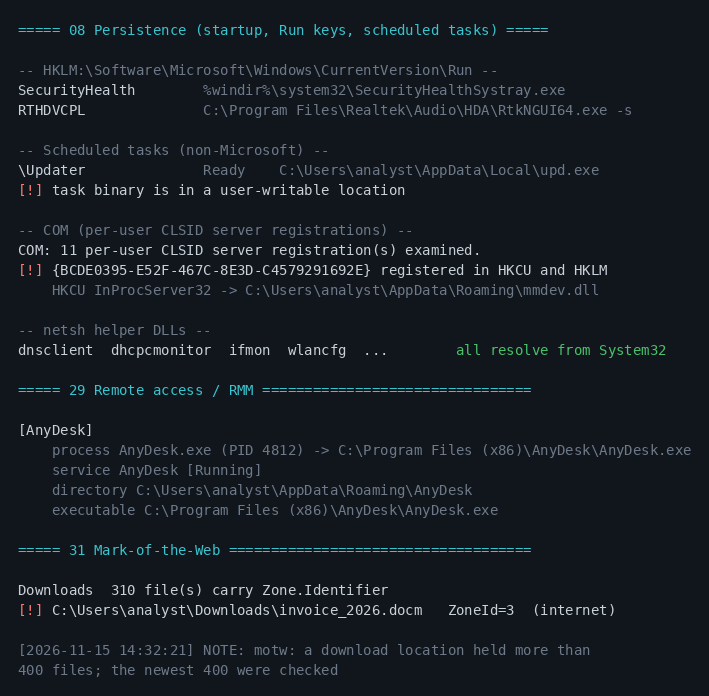 ===== 08 Persistence (startup, Run keys, scheduled tasks) =====
-- HKLM:\Software\Microsoft\Windows\CurrentVersion\Run --
SecurityHealth        %windir%\system32\SecurityHealthSystray.exe
RTHDVCPL              C:\Program Files\Realtek\Audio\HDA\RtkNGUI64.exe -s
-- Scheduled tasks (non-Microsoft) --
\Updater              Ready    C:\Users\analyst\AppData\Local\upd.exe
[!] task binary is in a user-writable location
-- COM (per-user CLSID server registrations) --
COM: 11 per-user CLSID server registration(s) examined.
[!] {BCDE0395-E52F-467C-8E3D-C4579291692E} registered in HKCU and HKLM
    HKCU InProcServer32 -> C:\Users\analyst\AppData\Roaming\mmdev.dll
-- netsh helper DLLs --
dnsclient  dhcpcmonitor  ifmon  wlancfg  ...        all resolve from System32
===== 29 Remote access / RMM ================================
[AnyDesk]
    process AnyDesk.exe (PID 4812) -> C:\Program Files (x86)\AnyDesk\AnyDesk.exe
    service AnyDesk [Running]
    directory C:\Users\analyst\AppData\Roaming\AnyDesk
    executable C:\Program Files (x86)\AnyDesk\AnyDesk.exe
===== 31 Mark-of-the-Web ====================================
Downloads  310 file(s) carry Zone.Identifier
[!] C:\Users\analyst\Downloads\invoice_2026.docm   ZoneId=3  (internet)
[2026-11-15 14:32:21] NOTE: motw: a download location held more than
400 files; the newest 400 were checked